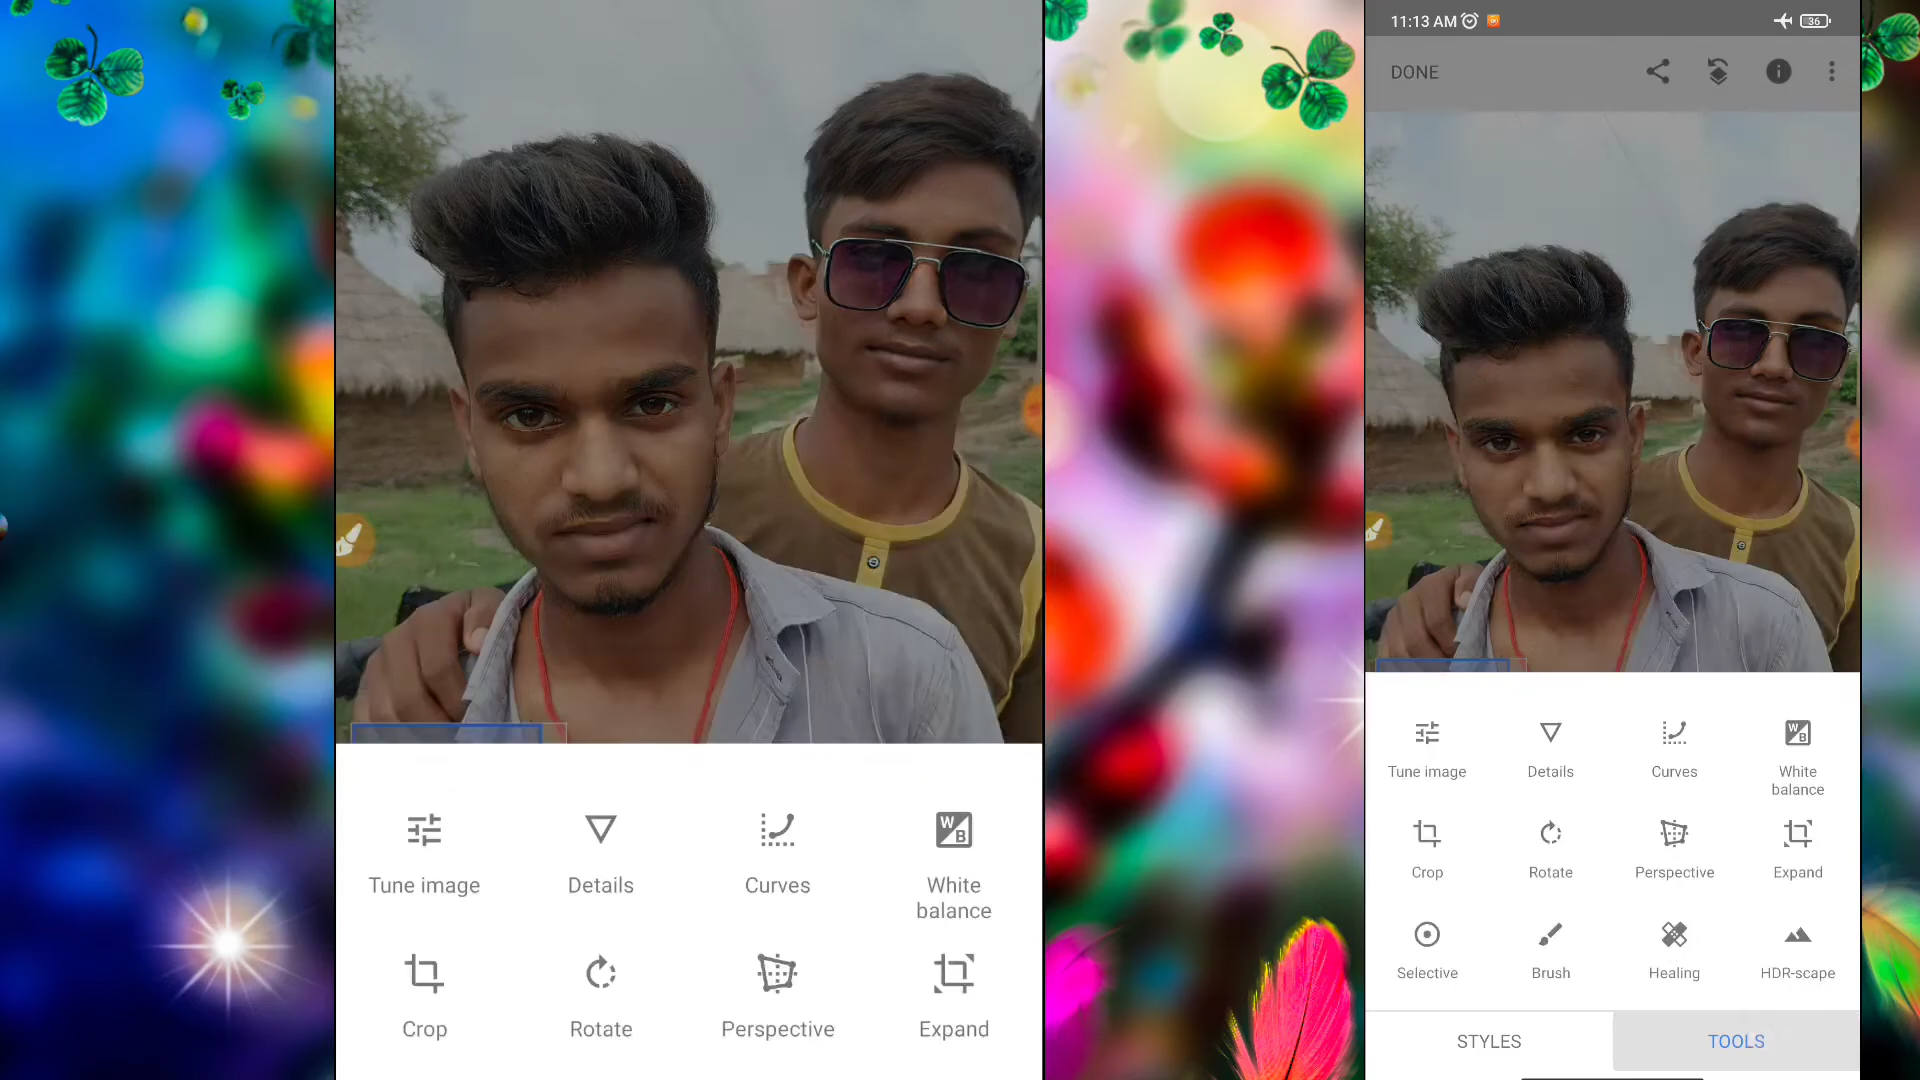 Tune image
Details
Curves
White
balance
Crop
Rotate
Perspective
Expand
11:13 AM
36
DONE
Tune image
Details
Curves
White
balance
Crop
Rotate
Perspective
Expand
Selective
Brush
Healing
HDR-scape
STYLES
TOOLS